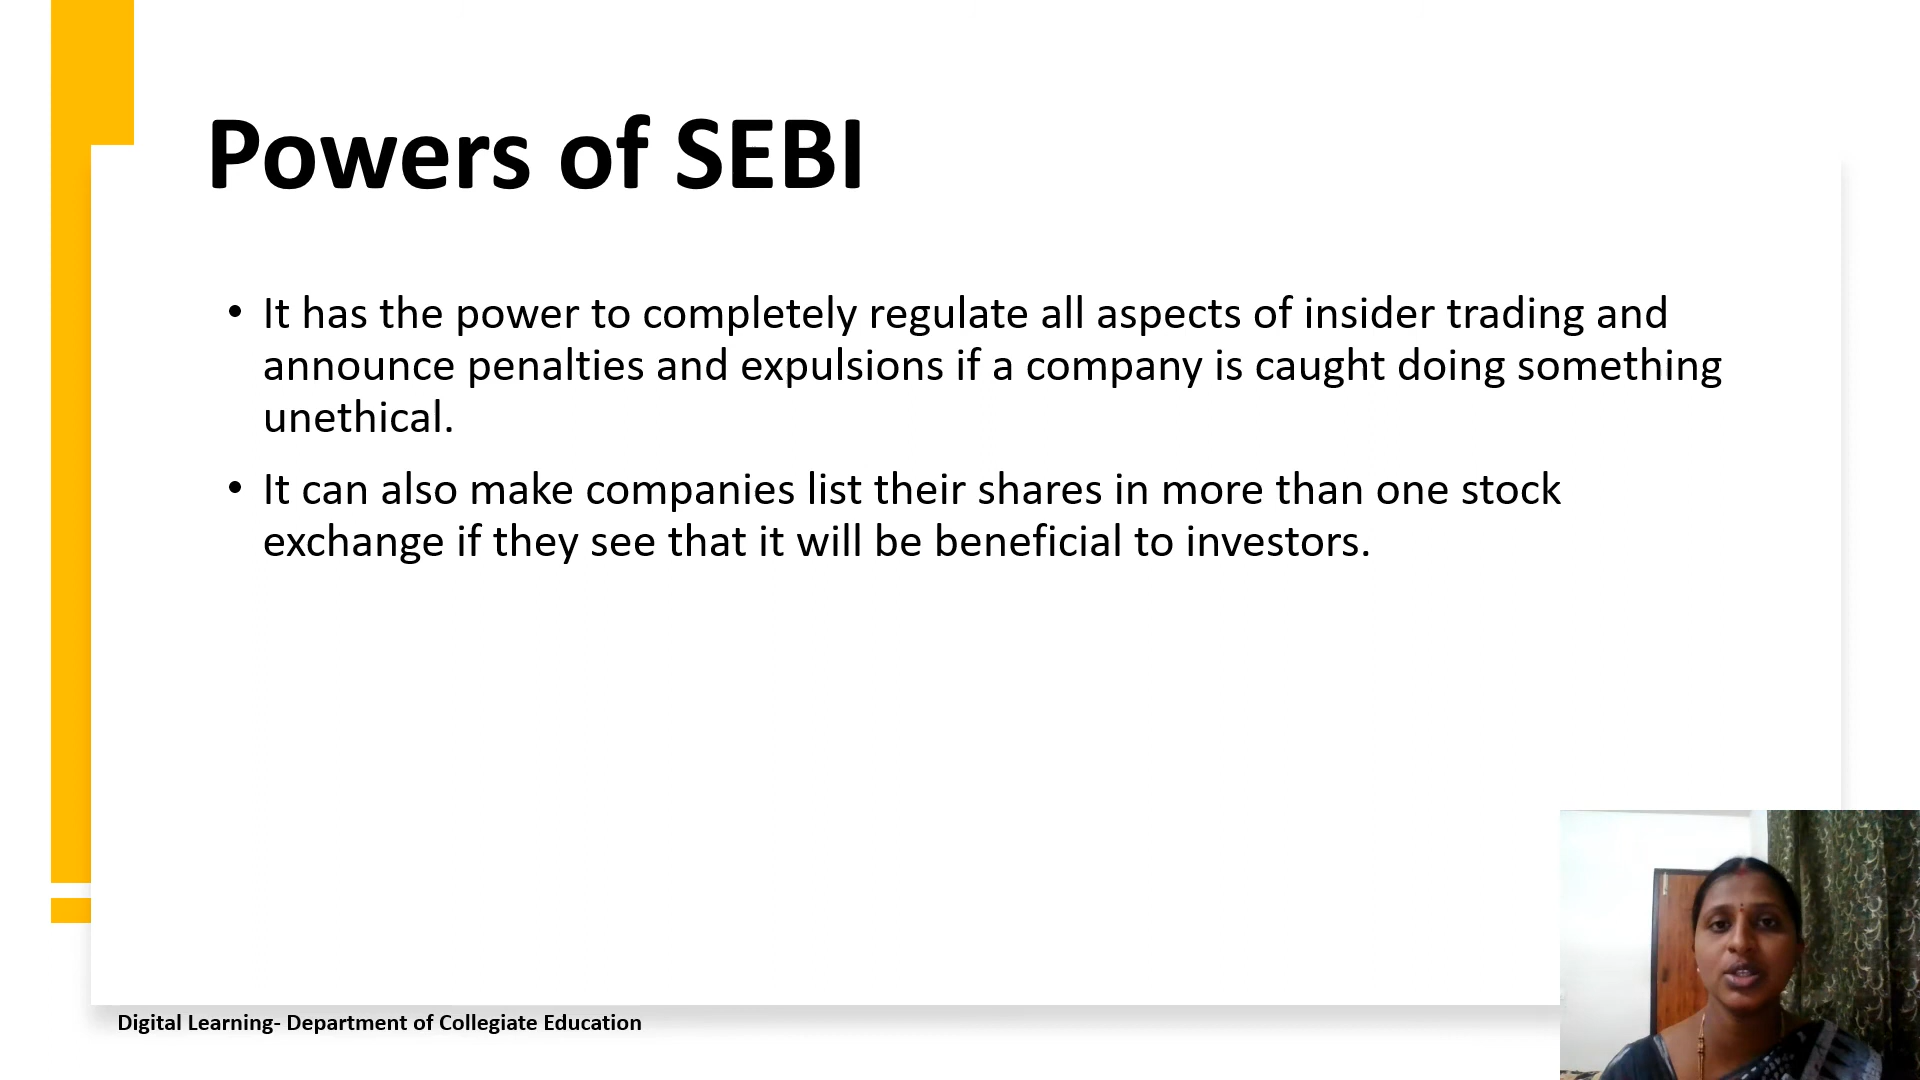 Powers of SEBI
• It has the power to completely regulate all aspects of insider trading and
announce penalties and expulsions if a company is caught doing something
unethical.
• It can also make companies list their shares in more than one stock
exchange if they see that it will be beneficial to investors.
Digital Learning- Department of Collegiate Education